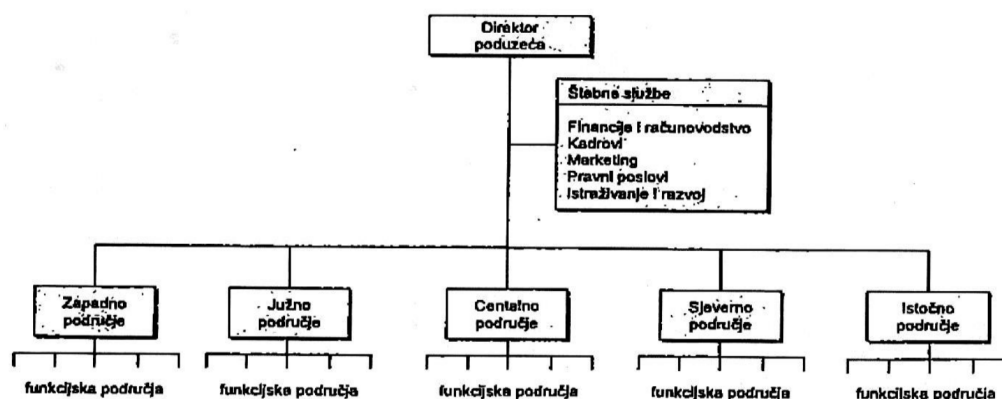 Direktor
poduzeća
Štabne službe
Financije i računovodstvo
Kadrovi
Marketing
Pravni poslovi
Istraživanje i razvoj
Zapadno
područje
Južno
područje
Centalno
područje
Sjeverno
područje
Istočno
područje
funkcijska područja
funkcijska područja
funkcijska područja
funkcijska područja
funkcijska područja